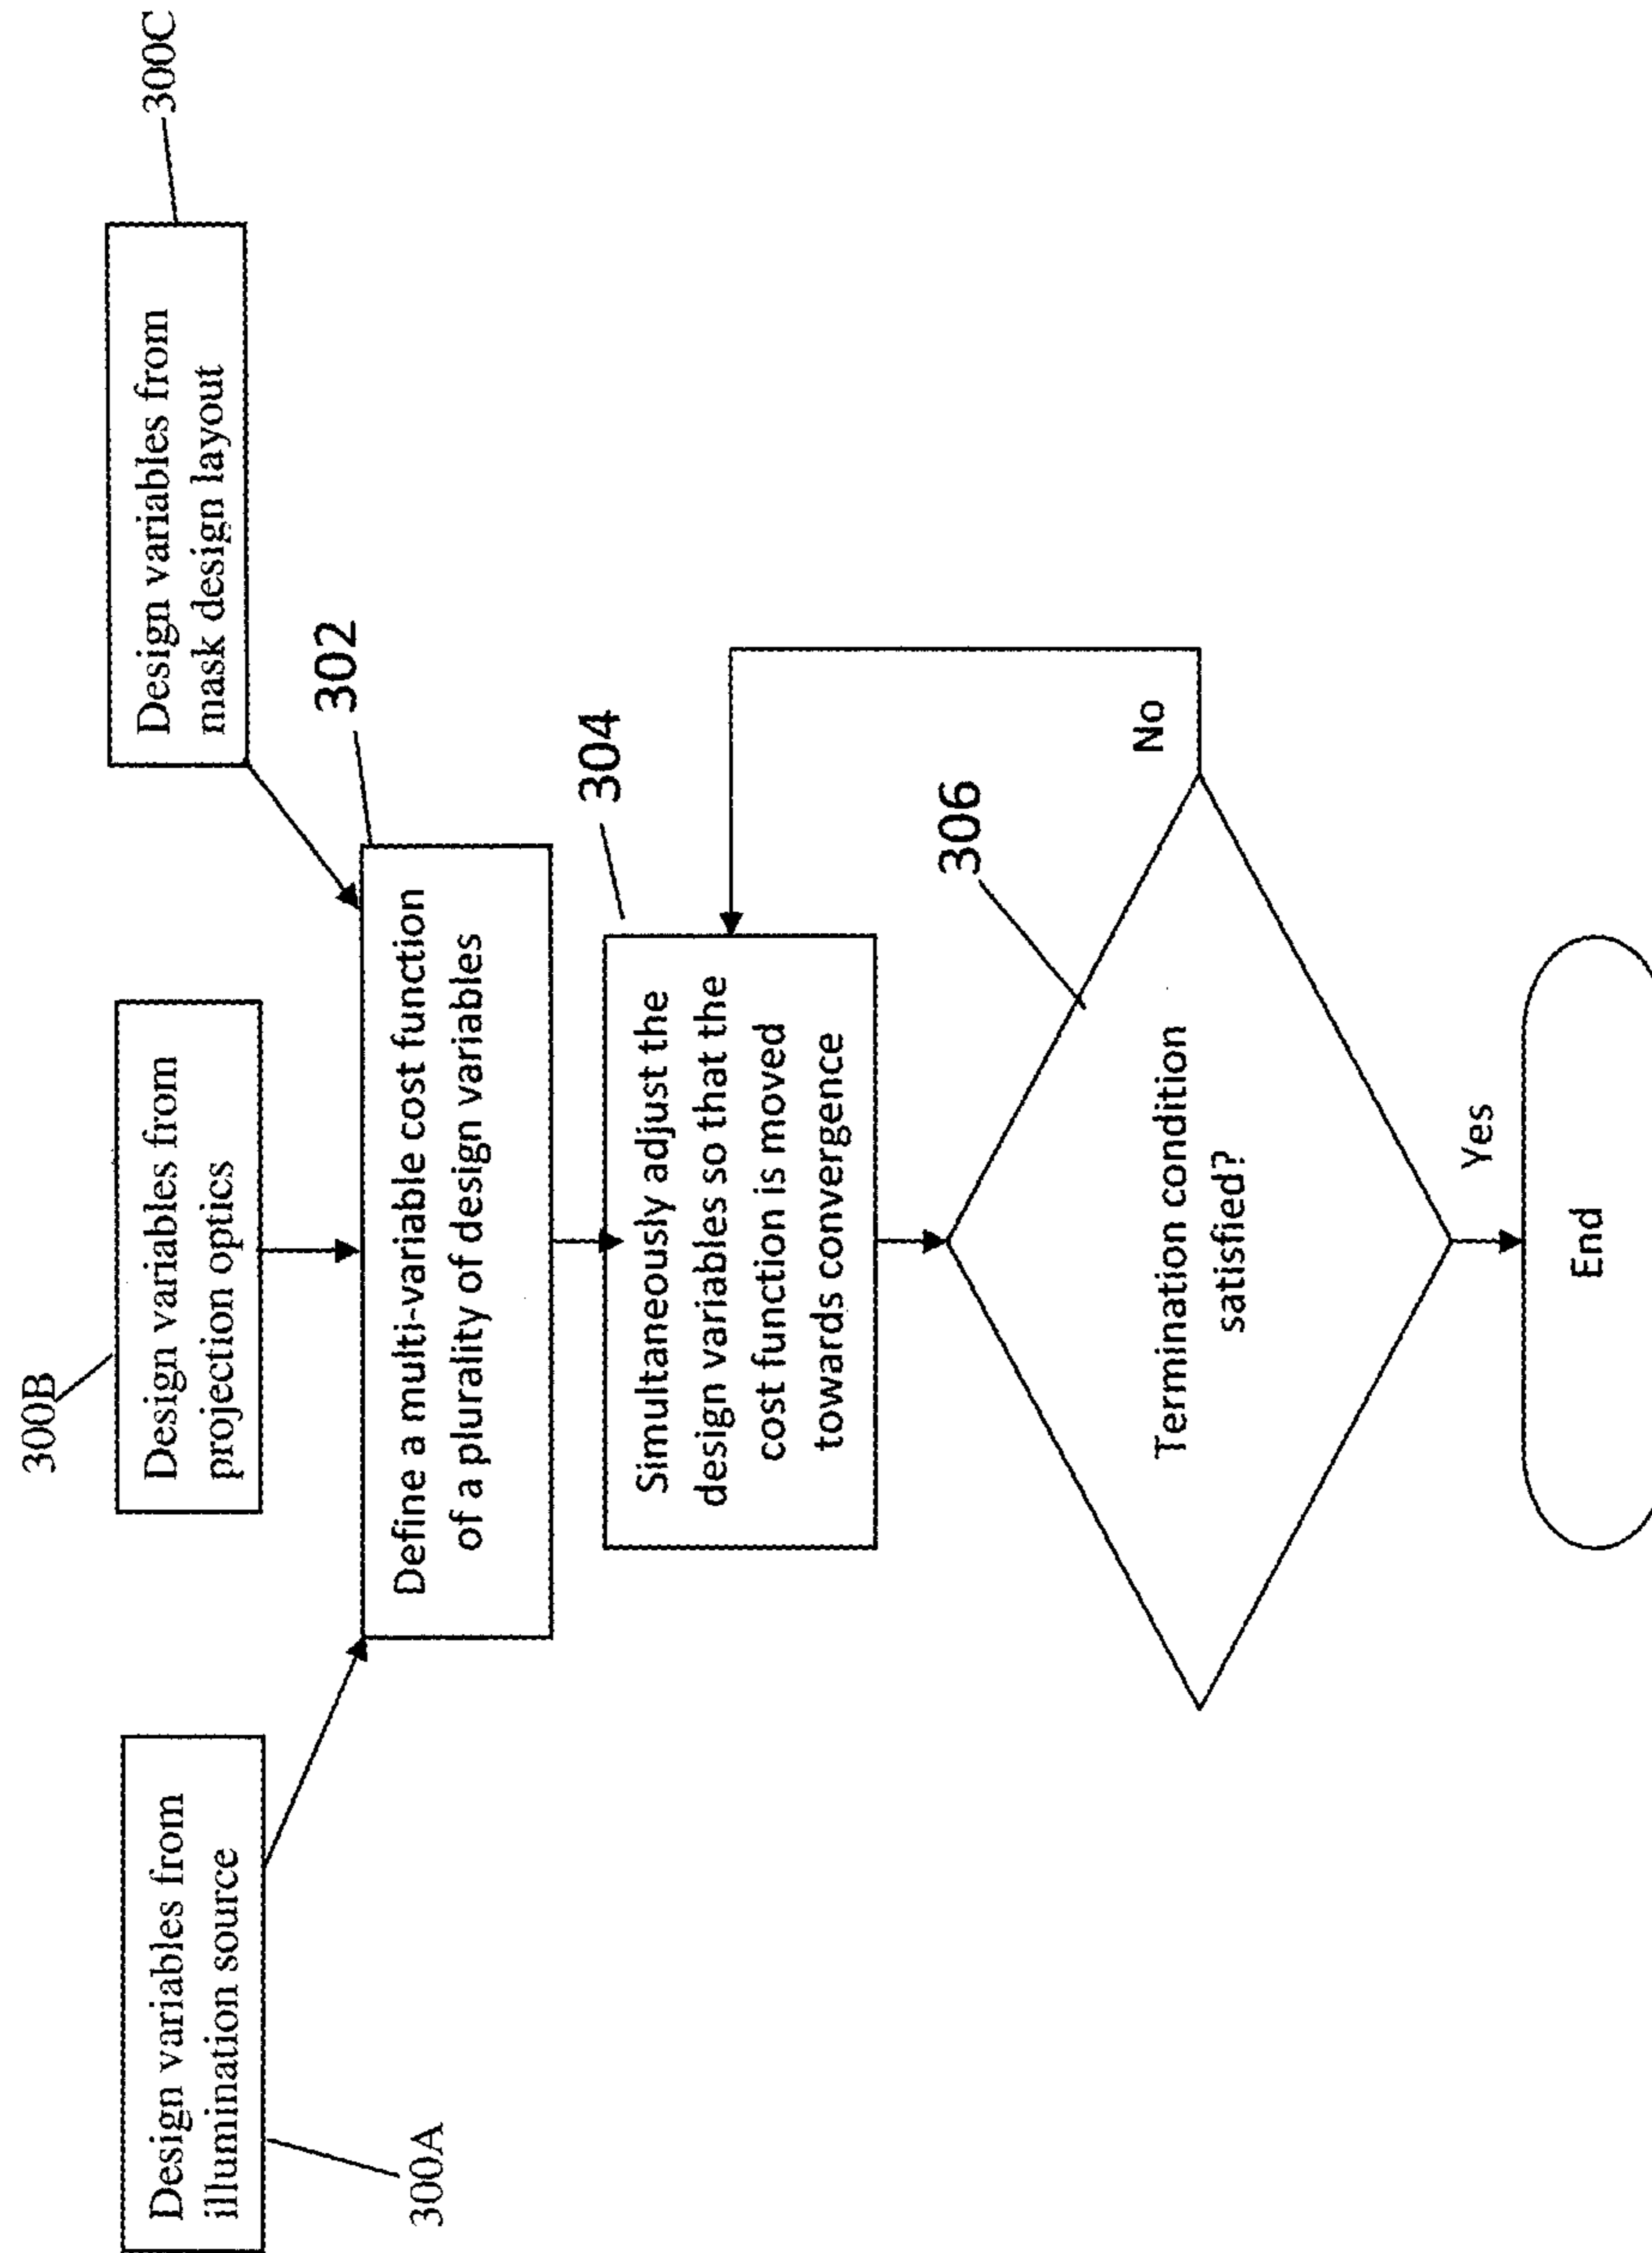 300A
Design variables from
illumination source
300B
Design variables from
projection optics
300C
Design variables from
mask design layout
302
Define a multi-variable cost function
of a plurality of design variables
304
Simultaneously adjust the
design variables so that the
cost function is moved
towards convergence
306
Termination condition
satisfied?
No
Yes
End